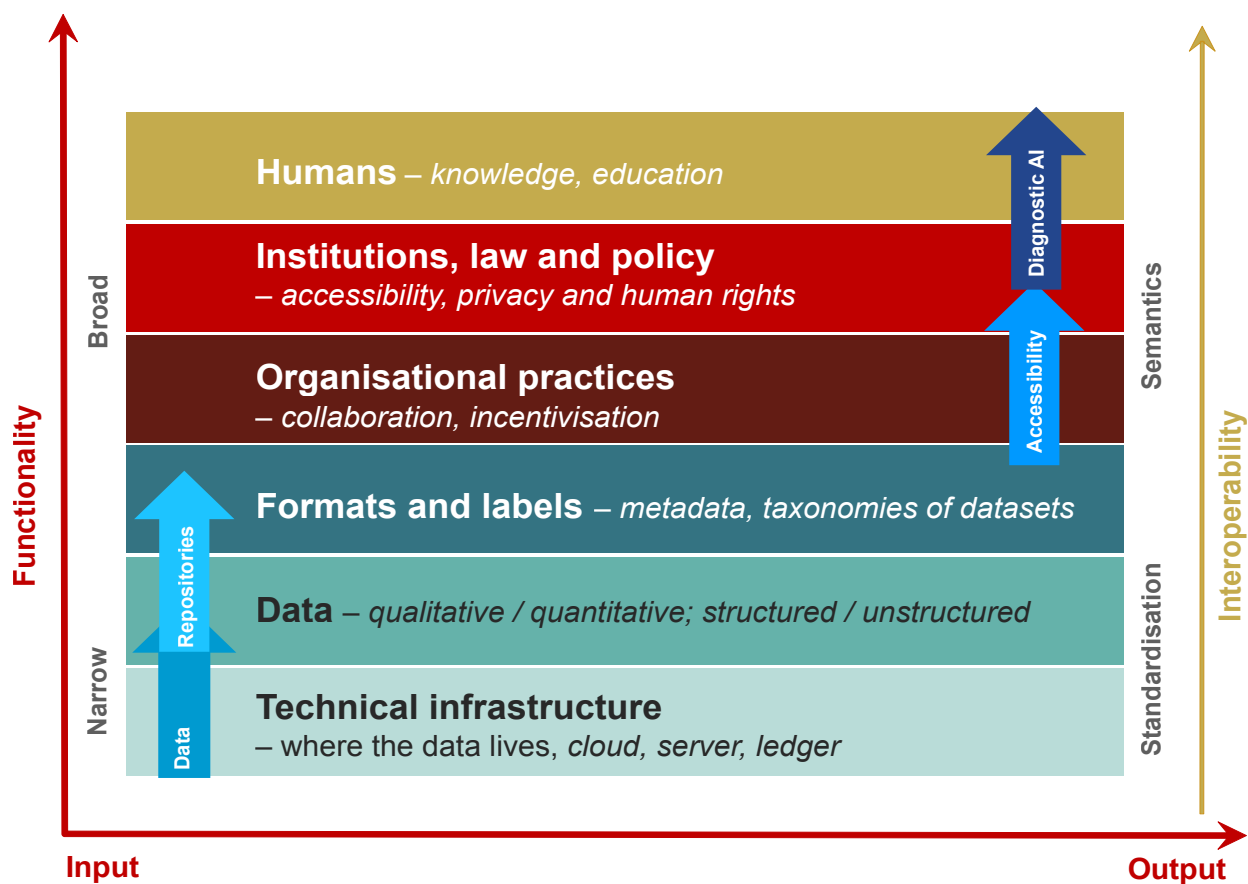 Functionality
Broad
Narrow
Humans – knowledge, education
Institutions, law and policy
– accessibility, privacy and human rights
Organisational practices
– collaboration, incentivisation
Formats and labels – metadata, taxonomies of datasets
Data – qualitative / quantitative; structured / unstructured
Technical infrastructure
– where the data lives, cloud, server, ledger
Repositories
Data
Diagnostic AI
Accessibility
Semantics
Standardisation
Interoperability
Input
Output